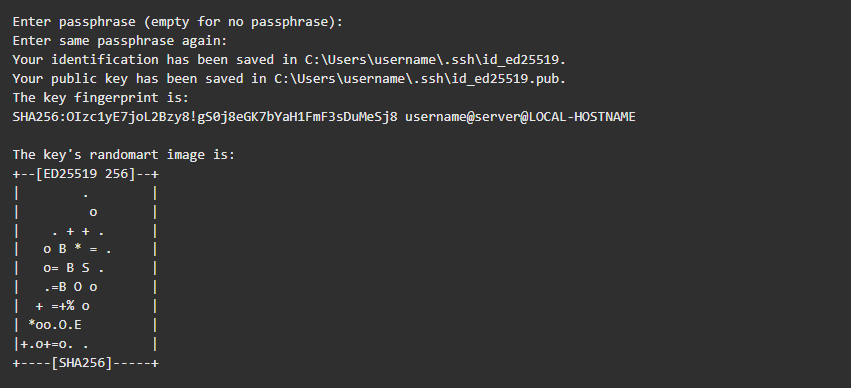 Enter passphrase (empty for no passphrase):
Enter same passphrase again:
Your identification has been saved in C:\Users\username\.ssh\id_ed25519.
Your public key has been saved in C:\Users\username\.ssh\id_ed25519.pub.
The key fingerprint is:
SHA256:OIzc1yE7joL2Bzy8!gS0j8eGK7bYaH1FmF3sDuMeSj8 username@server@LOCAL-HOSTNAME

The key's randomart image is:
+--[ED25519 256]--+
|        .        |
|         o       |
|    . + + .      |
|   o B * = .     |
|   o= B S .      |
|   .=B O o       |
|  + =+% o        |
| *oo.O.E         |
|+.o+=o. .        |
+----[SHA256]-----+